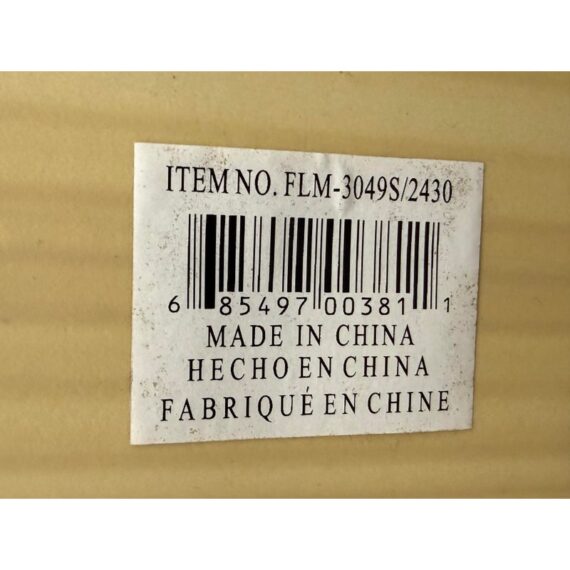 ITEM NO. FLM-3049S/2430
6 85497 00381 1
MADE IN CHINA
HECHO EN CHINA
FABRIQUÉ EN CHINE